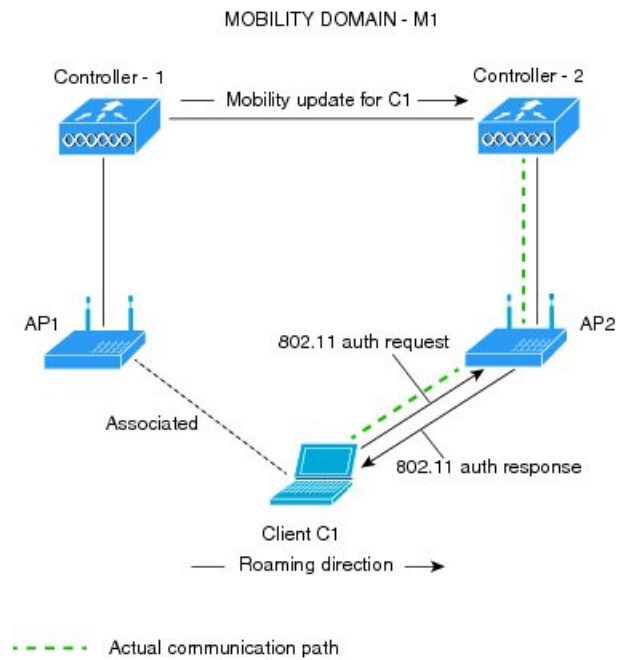 MOBILITY DOMAIN - M1
Controller - 1
Controller - 2
Mobility update for C1
AP1
AP2
802.11 auth request
Associated
802.11 auth response
Client C1
Roaming direction
Actual communication path